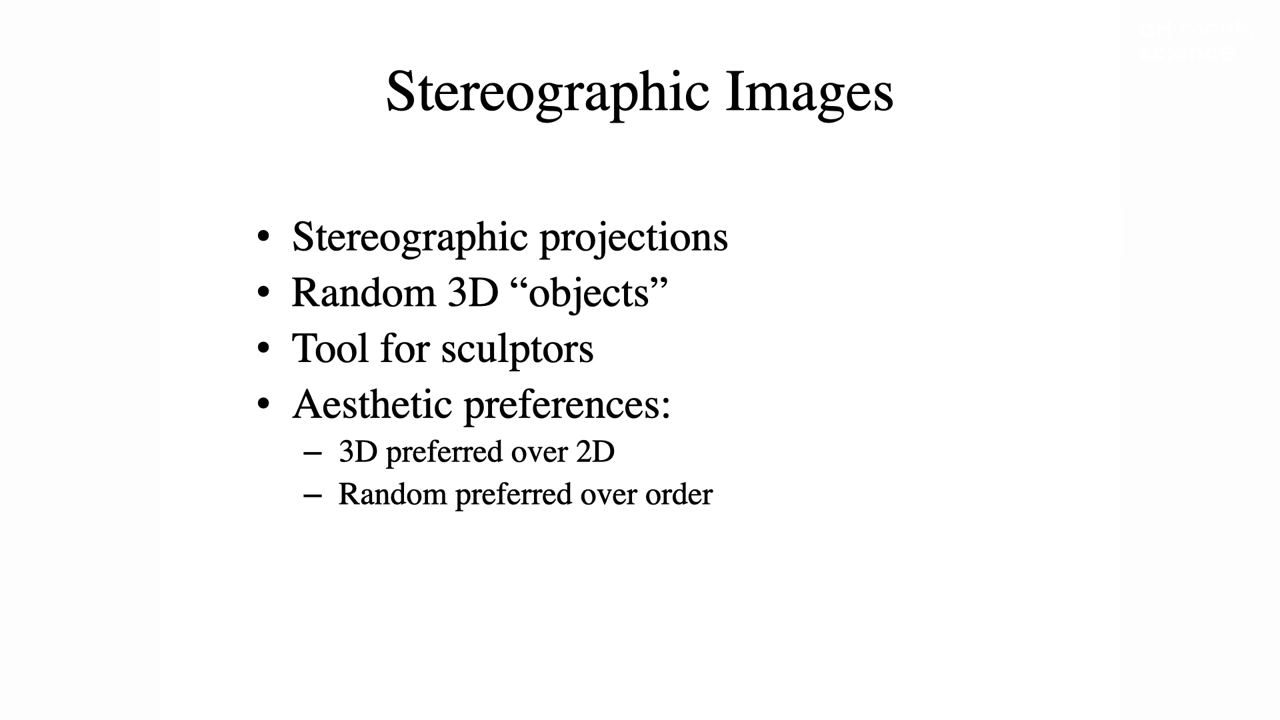 Stereographic Images
• Stereographic projections
• Random 3D “objects”
• Tool for sculptors
• Aesthetic preferences:
– 3D preferred over 2D
– Random preferred over order